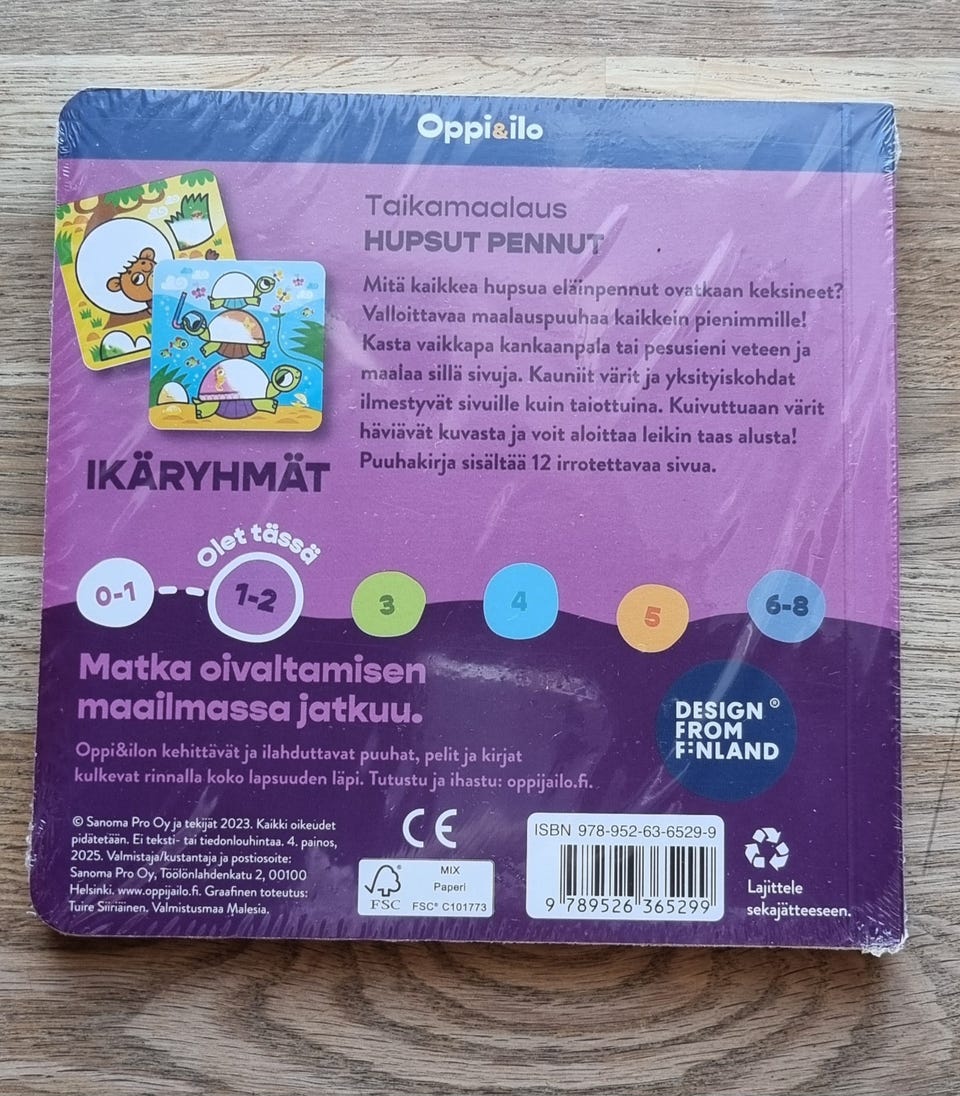 Oppi&ilo
Taikamaalaus
HUPSUT PENNUT
Mitä kaikkea hupsua eläinpennut ovatkaan keksineet?
Valloittavaa maalauspuuhaa kaikkein pienimmille!
Kasta vaikkapa kankaanpala tai pesusieni veteen ja
maalaa sillä sivuja. Kauniit värit ja yksityiskohdat
ilmestyvät sivuille kuin taiottuina. Kuivuttuaan värit
häviävät kuvasta ja voit aloittaa leikin taas alusta!
Puuhakirja sisältää 12 irrotettavaa sivua.
IKÄRYHMÄT
Olet tässä
0-1 1-2 3 4 5 6-8
Matka oivaltamisen
maailmassa jatkuu.
Oppi&ilon kehittävät ja ilahduttavat puuhat, pelit ja kirjat
kulkevat rinnalla koko lapsuuden läpi. Tutustu ja ihastu: oppijailo.fi.
DESIGN ®
FROM
FINLAND
© Sanoma Pro Oy ja tekijät 2023. Kaikki oikeudet
pidätetään. Ei teksti- tai tiedonlouhintaa. 4. painos,
2025. Valmistaja/kustantaja ja postiosoite:
Sanoma Pro Oy, Töölönlahdenkatu 2, 00100
Helsinki. www.oppijailo.fi. Graafinen toteutus:
Tuire Siiriäinen. Valmistusmaa Malesia.
CE
FSC
MIX
Paperi
FSC® C101773
ISBN 978-952-63-6529-9
9 789526 365299
Lajittele
sekajätteeseen.